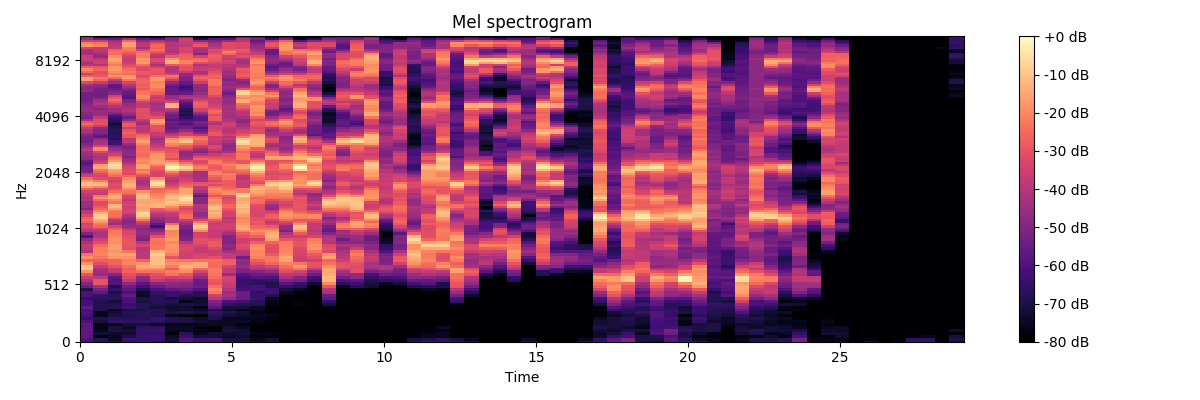 Mel spectrogram
Hz
8192
4096
2048
1024
512
0
0 5 10 15 20 25
Time
+0 dB
-10 dB
-20 dB
-30 dB
-40 dB
-50 dB
-60 dB
-70 dB
-80 dB